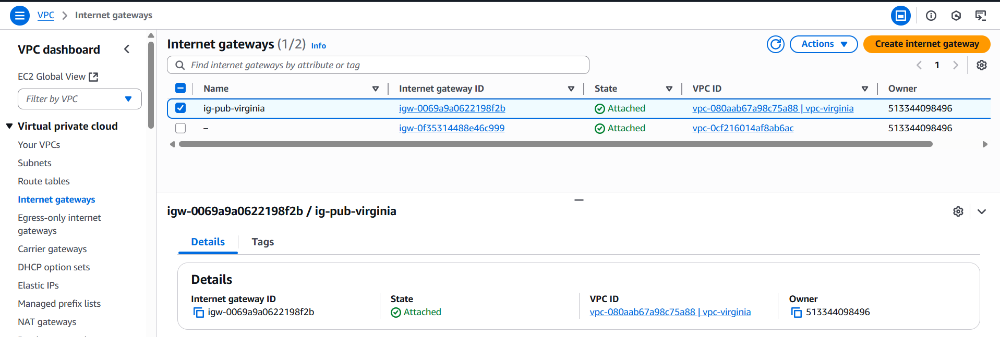 VPC > Internet gateways
VPC dashboard
EC2 Global View
Filter by VPC
Virtual private cloud
Your VPCs
Subnets
Route tables
Internet gateways
Egress-only internet
gateways
Carrier gateways
DHCP option sets
Elastic IPs
Managed prefix lists
NAT gateways
Internet gateways (1/2) Info
Actions
Create internet gateway
Find internet gateways by attribute or tag
1
Name Internet gateway ID State VPC ID Owner
ig-pub-virginia igw-0069a9a0622198f2b Attached vpc-080aab67a98c75a88 | vpc-virginia 513344098496
– igw-0f35314488e46c999 Attached vpc-0cf216014af8ab6ac 513344098496
igw-0069a9a0622198f2b / ig-pub-virginia
Details Tags
Details
Internet gateway ID State VPC ID Owner
igw-0069a9a0622198f2b Attached vpc-080aab67a98c75a88 | vpc-virginia 513344098496